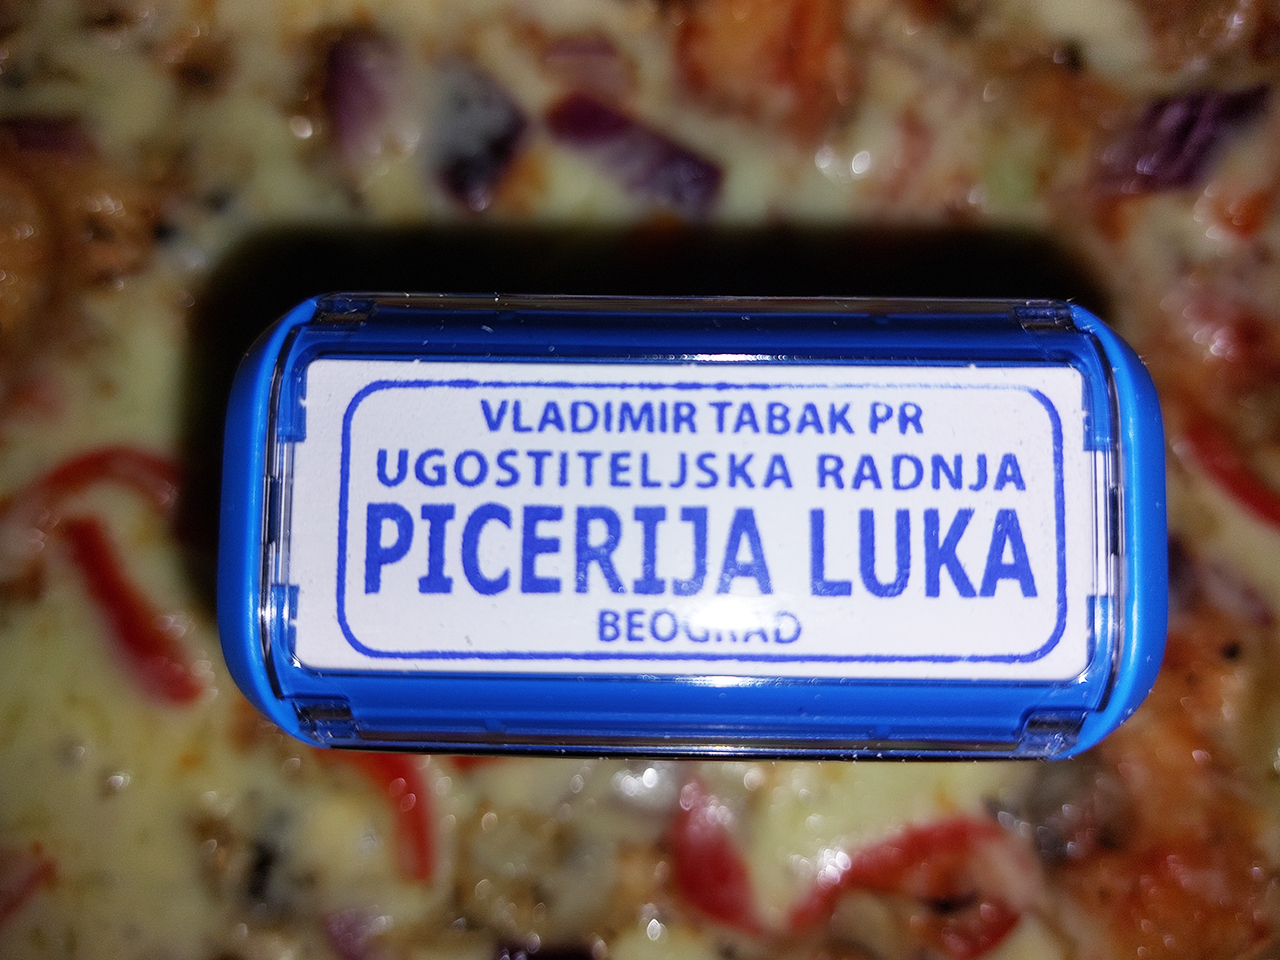 VLADIMIR TABAK PR
UGOSTITELJSKA RADNJA
PICERIJA LUKA
BEOGRAD